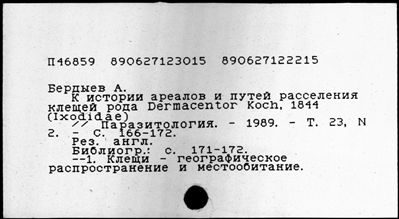 П46859 890627123015 890627122215
Бердыев А.
К истории ареалов и путей расселения
клещей рода Dermacentor Koch, 1844
(Ixodidae)
// Паразитология. - 1989. - Т. 23, N
2. - С. 166-172.
Рез. англ.
Библиогр.: с. 171-172.
--1. Клещи - географическое
распространение и местообитание.